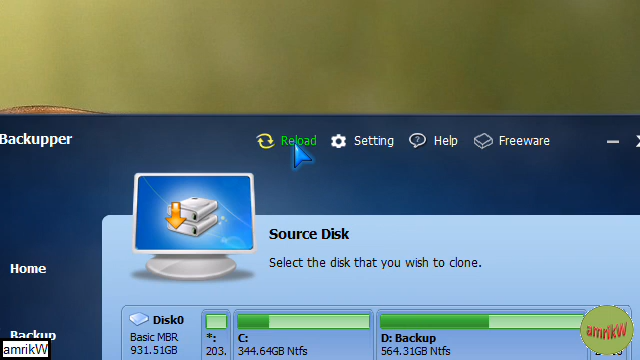 Backupper
Reload Setting Help Freeware
Source Disk
Select the disk that you wish to clone.
Home
Backup
Disk0
Basic MBR
931.51GB
*:
203.
C:
344.64GB Ntfs
D: Backup
564.31GB Ntfs
amrikW
amrikW